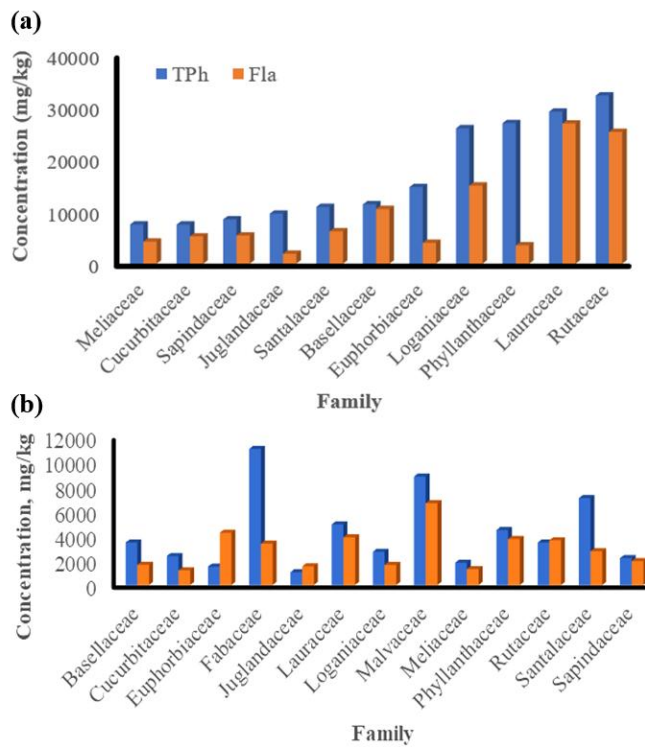 (a)
Concentration (mg/kg)
40000
30000
20000
10000
0
TPh
Fla
Meliaceae
Cucurbitaceae
Sapindaceae
Juglandaceae
Santalaceae
Basellaceae
Euphorbiaceae
Loganiaceae
Phyllanthaceae
Lauraceae
Rutaceae
Family
(b)
Concentration, mg/kg
12000
10000
8000
6000
4000
2000
0
Basellaceae
Cucurbitaceae
Euphorbiaceae
Fabaceae
Juglandaceae
Lauraceae
Loganiaceae
Malvaceae
Meliaceae
Phyllanthaceae
Rutaceae
Santalaceae
Sapindaceae
Family